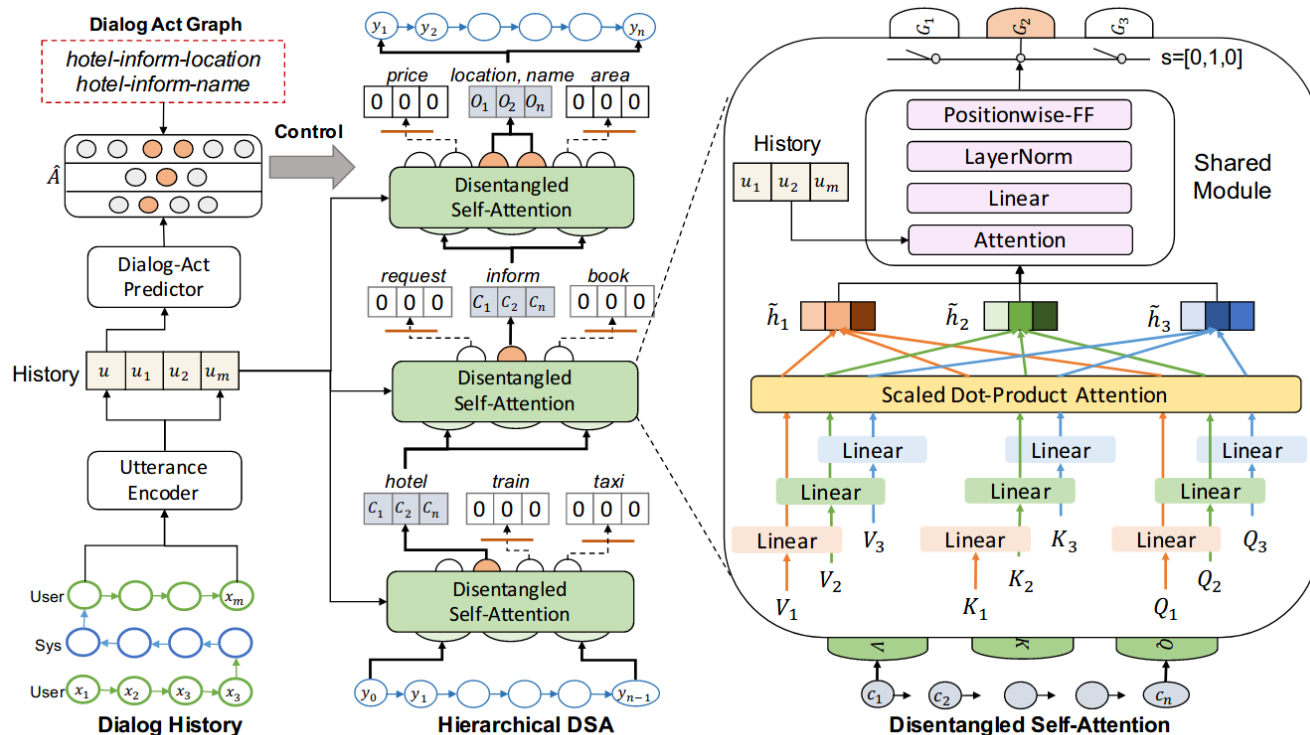 Dialog Act Graph
hotel-inform-location
hotel-inform-name
Â
Dialog-Act
Predictor
History
u u₁ u₂ uₘ
Utterance
Encoder
User
xₘ
Sys
User
x₁ x₂ x₃ x₃
Dialog History
Control
y₁ y₂ yₙ
price location, name area
0 0 0 O₁ O₂ Oₙ 0 0 0
Disentangled
Self-Attention
request inform book
0 0 0 C₁ C₂ Cₙ 0 0 0
Disentangled
Self-Attention
hotel train taxi
C₁ C₂ Cₙ 0 0 0 0 0 0
Disentangled
Self-Attention
y₀ y₁ yₙ₋₁
Hierarchical DSA
G₁ G₂ G₃
s=[0,1,0]
Positionwise-FF
LayerNorm
Linear
Attention
Shared
Module
History
u₁ u₂ uₘ
h̃₁ h̃₂ h̃₃
Scaled Dot-Product Attention
Linear Linear Linear
Linear Linear Linear
Linear Linear Linear
V₃ K₃ Q₃
V₂ K₂ Q₂
V₁ K₁ Q₁
V K Q
c₁ c₂ cₙ
Disentangled Self-Attention